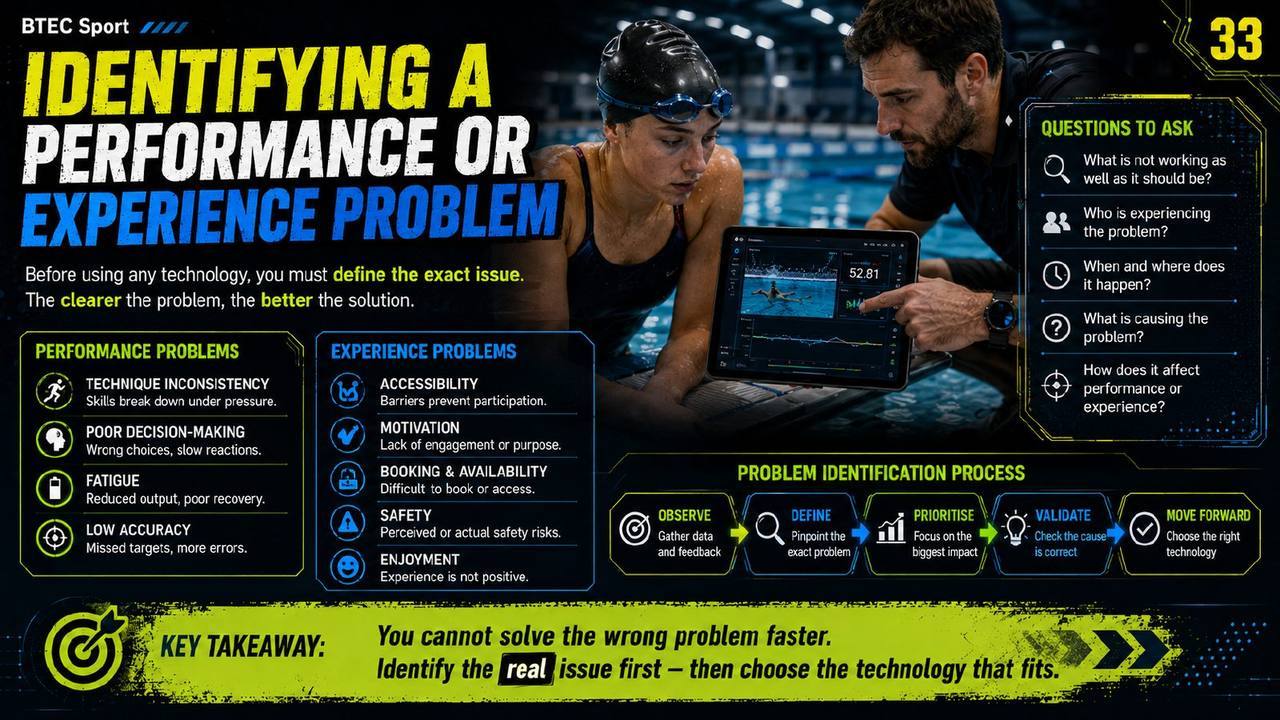 BTEC Sport
33
IDENTIFYING A
PERFORMANCE OR
EXPERIENCE PROBLEM
Before using any technology, you must define the exact issue.
The clearer the problem, the better the solution.
PERFORMANCE PROBLEMS
TECHNIQUE INCONSISTENCY
Skills break down under pressure.
POOR DECISION-MAKING
Wrong choices, slow reactions.
FATIGUE
Reduced output, poor recovery.
LOW ACCURACY
Missed targets, more errors.
EXPERIENCE PROBLEMS
ACCESSIBILITY
Barriers prevent participation.
MOTIVATION
Lack of engagement or purpose.
BOOKING & AVAILABILITY
Difficult to book or access.
SAFETY
Perceived or actual safety risks.
ENJOYMENT
Experience is not positive.
52.81
QUESTIONS TO ASK
What is not working as
well as it should be?
Who is experiencing
the problem?
When and where does
it happen?
What is causing the
problem?
How does it affect
performance or
experience?
PROBLEM IDENTIFICATION PROCESS
OBSERVE
Gather data
and feedback
DEFINE
Pinpoint the
exact problem
PRIORITISE
Focus on the
biggest impact
VALIDATE
Check the cause
is correct
MOVE FORWARD
Choose the right
technology
KEY TAKEAWAY:
You cannot solve the wrong problem faster.
Identify the real issue first – then choose the technology that fits.